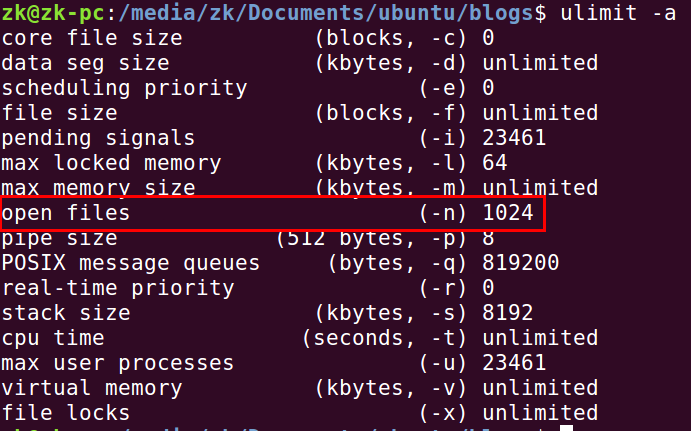 zk@zk-pc:/media/zk/Documents/ubuntu/blogs$ ulimit -a
core file size (blocks, -c) 0
data seg size (kbytes, -d) unlimited
scheduling priority (-e) 0
file size (blocks, -f) unlimited
pending signals (-i) 23461
max locked memory (kbytes, -l) 64
max memory size (kbytes, -m) unlimited
open files (-n) 1024
pipe size (512 bytes, -p) 8
POSIX message queues (bytes, -q) 819200
real-time priority (-r) 0
stack size (kbytes, -s) 8192
cpu time (seconds, -t) unlimited
max user processes (-u) 23461
virtual memory (kbytes, -v) unlimited
file locks (-x) unlimited